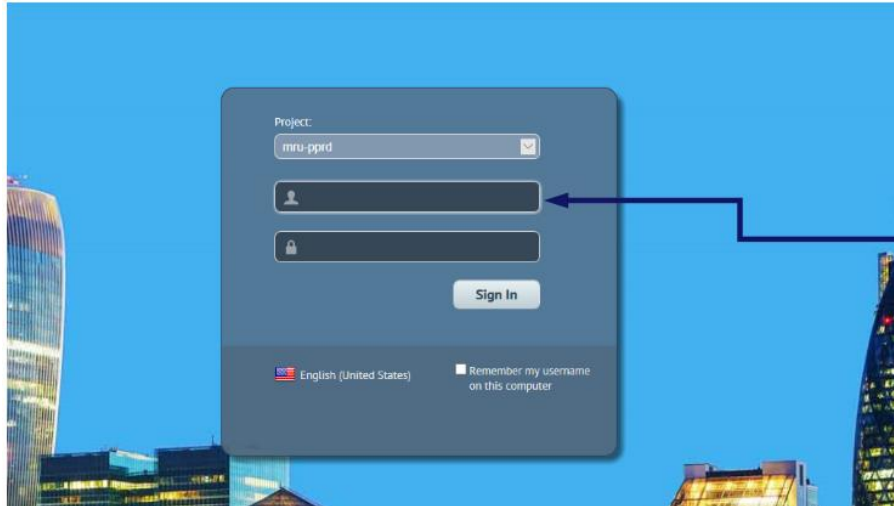 Project:
mru-pprd
Sign In
English (United States)
Remember my username
on this computer